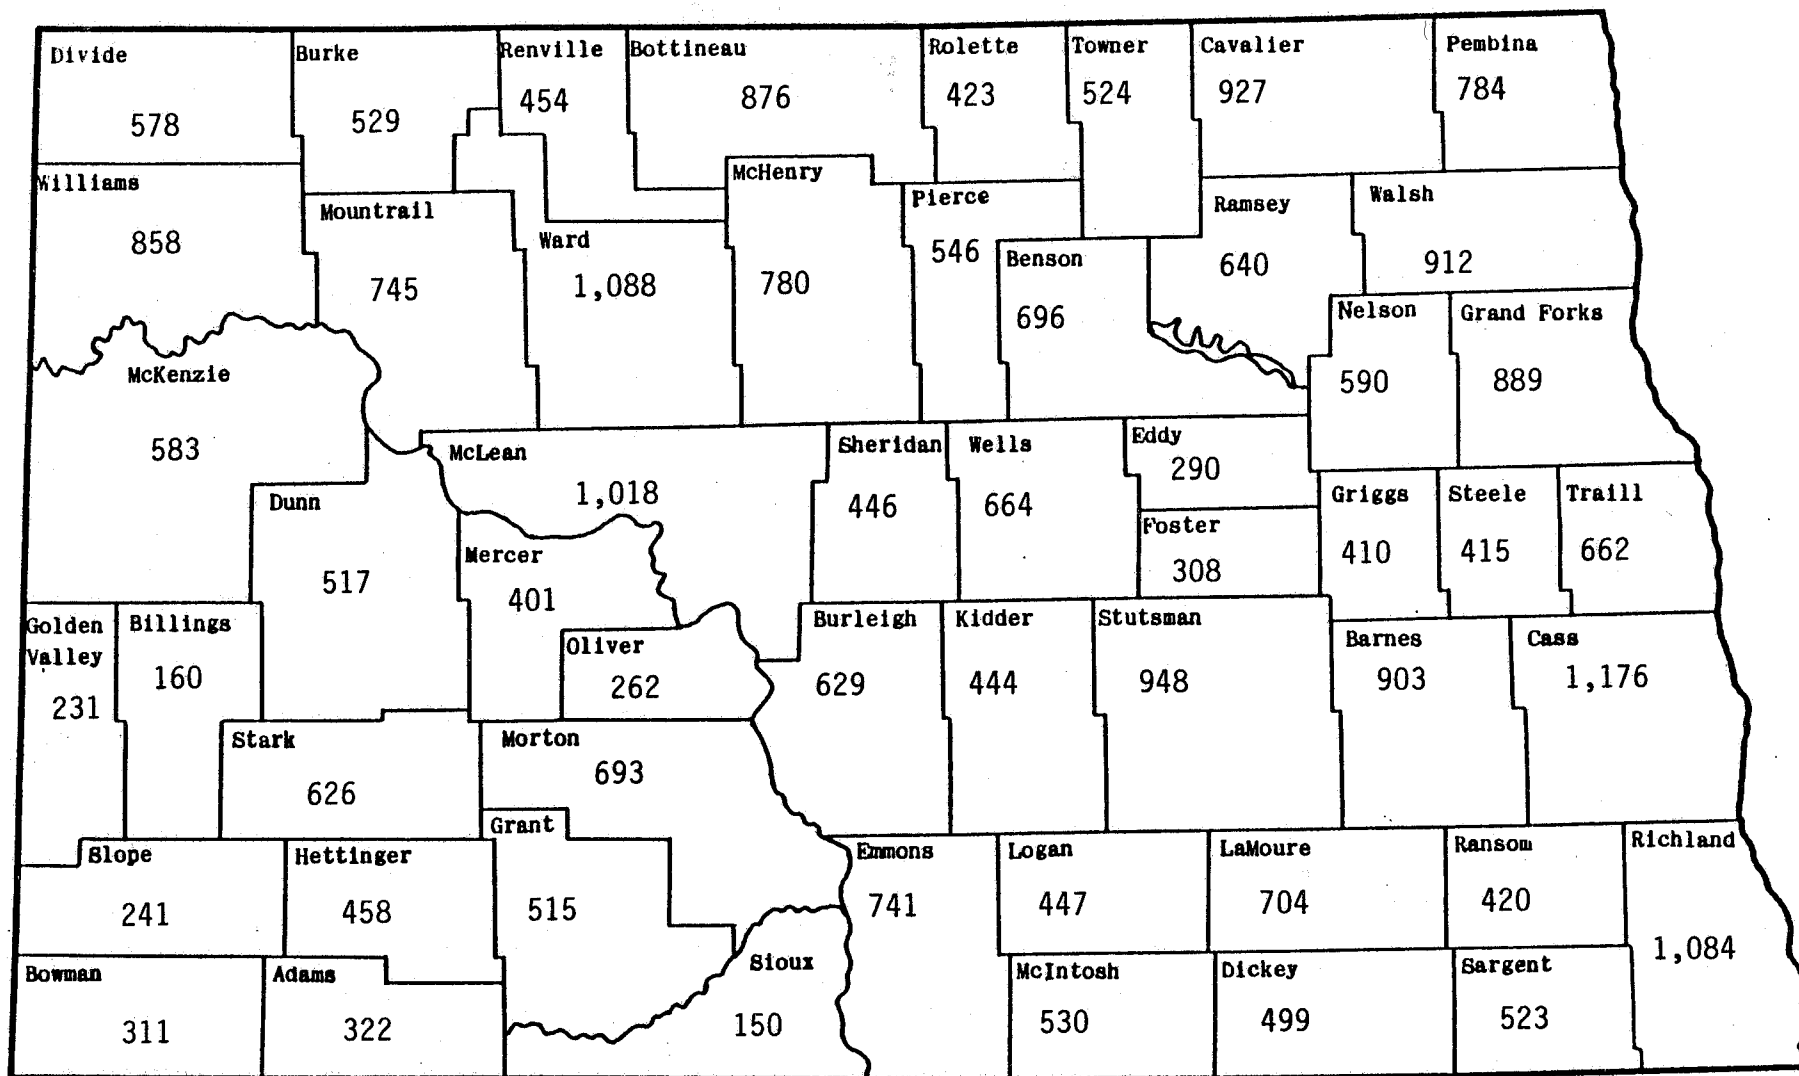 Divide
578
Burke
529
Renville
454
Bottineau
876
Rolette
423
Towner
524
Cavalier
927
Pembina
784
Williams
858
Mountrail
745
Ward
1,088
McHenry
780
Pierce
546
Benson
696
Ramsey
640
Walsh
912
Nelson
590
Grand Forks
889
McKenzie
583
Dunn
517
McLean
1,018
Mercer
401
Oliver
262
Sheridan
446
Wells
664
Eddy
290
Foster
308
Griggs
410
Steele
415
Traill
662
Golden
Valley
231
Billings
160
Stark
626
Morton
693
Burleigh
629
Kidder
444
Stutsman
948
Barnes
903
Cass
1,176
Slope
241
Hettinger
458
Grant
515
Sioux
150
Emmons
741
Logan
447
LaMoure
704
Ransom
420
Richland
1,084
Bowman
311
Adams
322
McIntosh
530
Dickey
499
Sargent
523